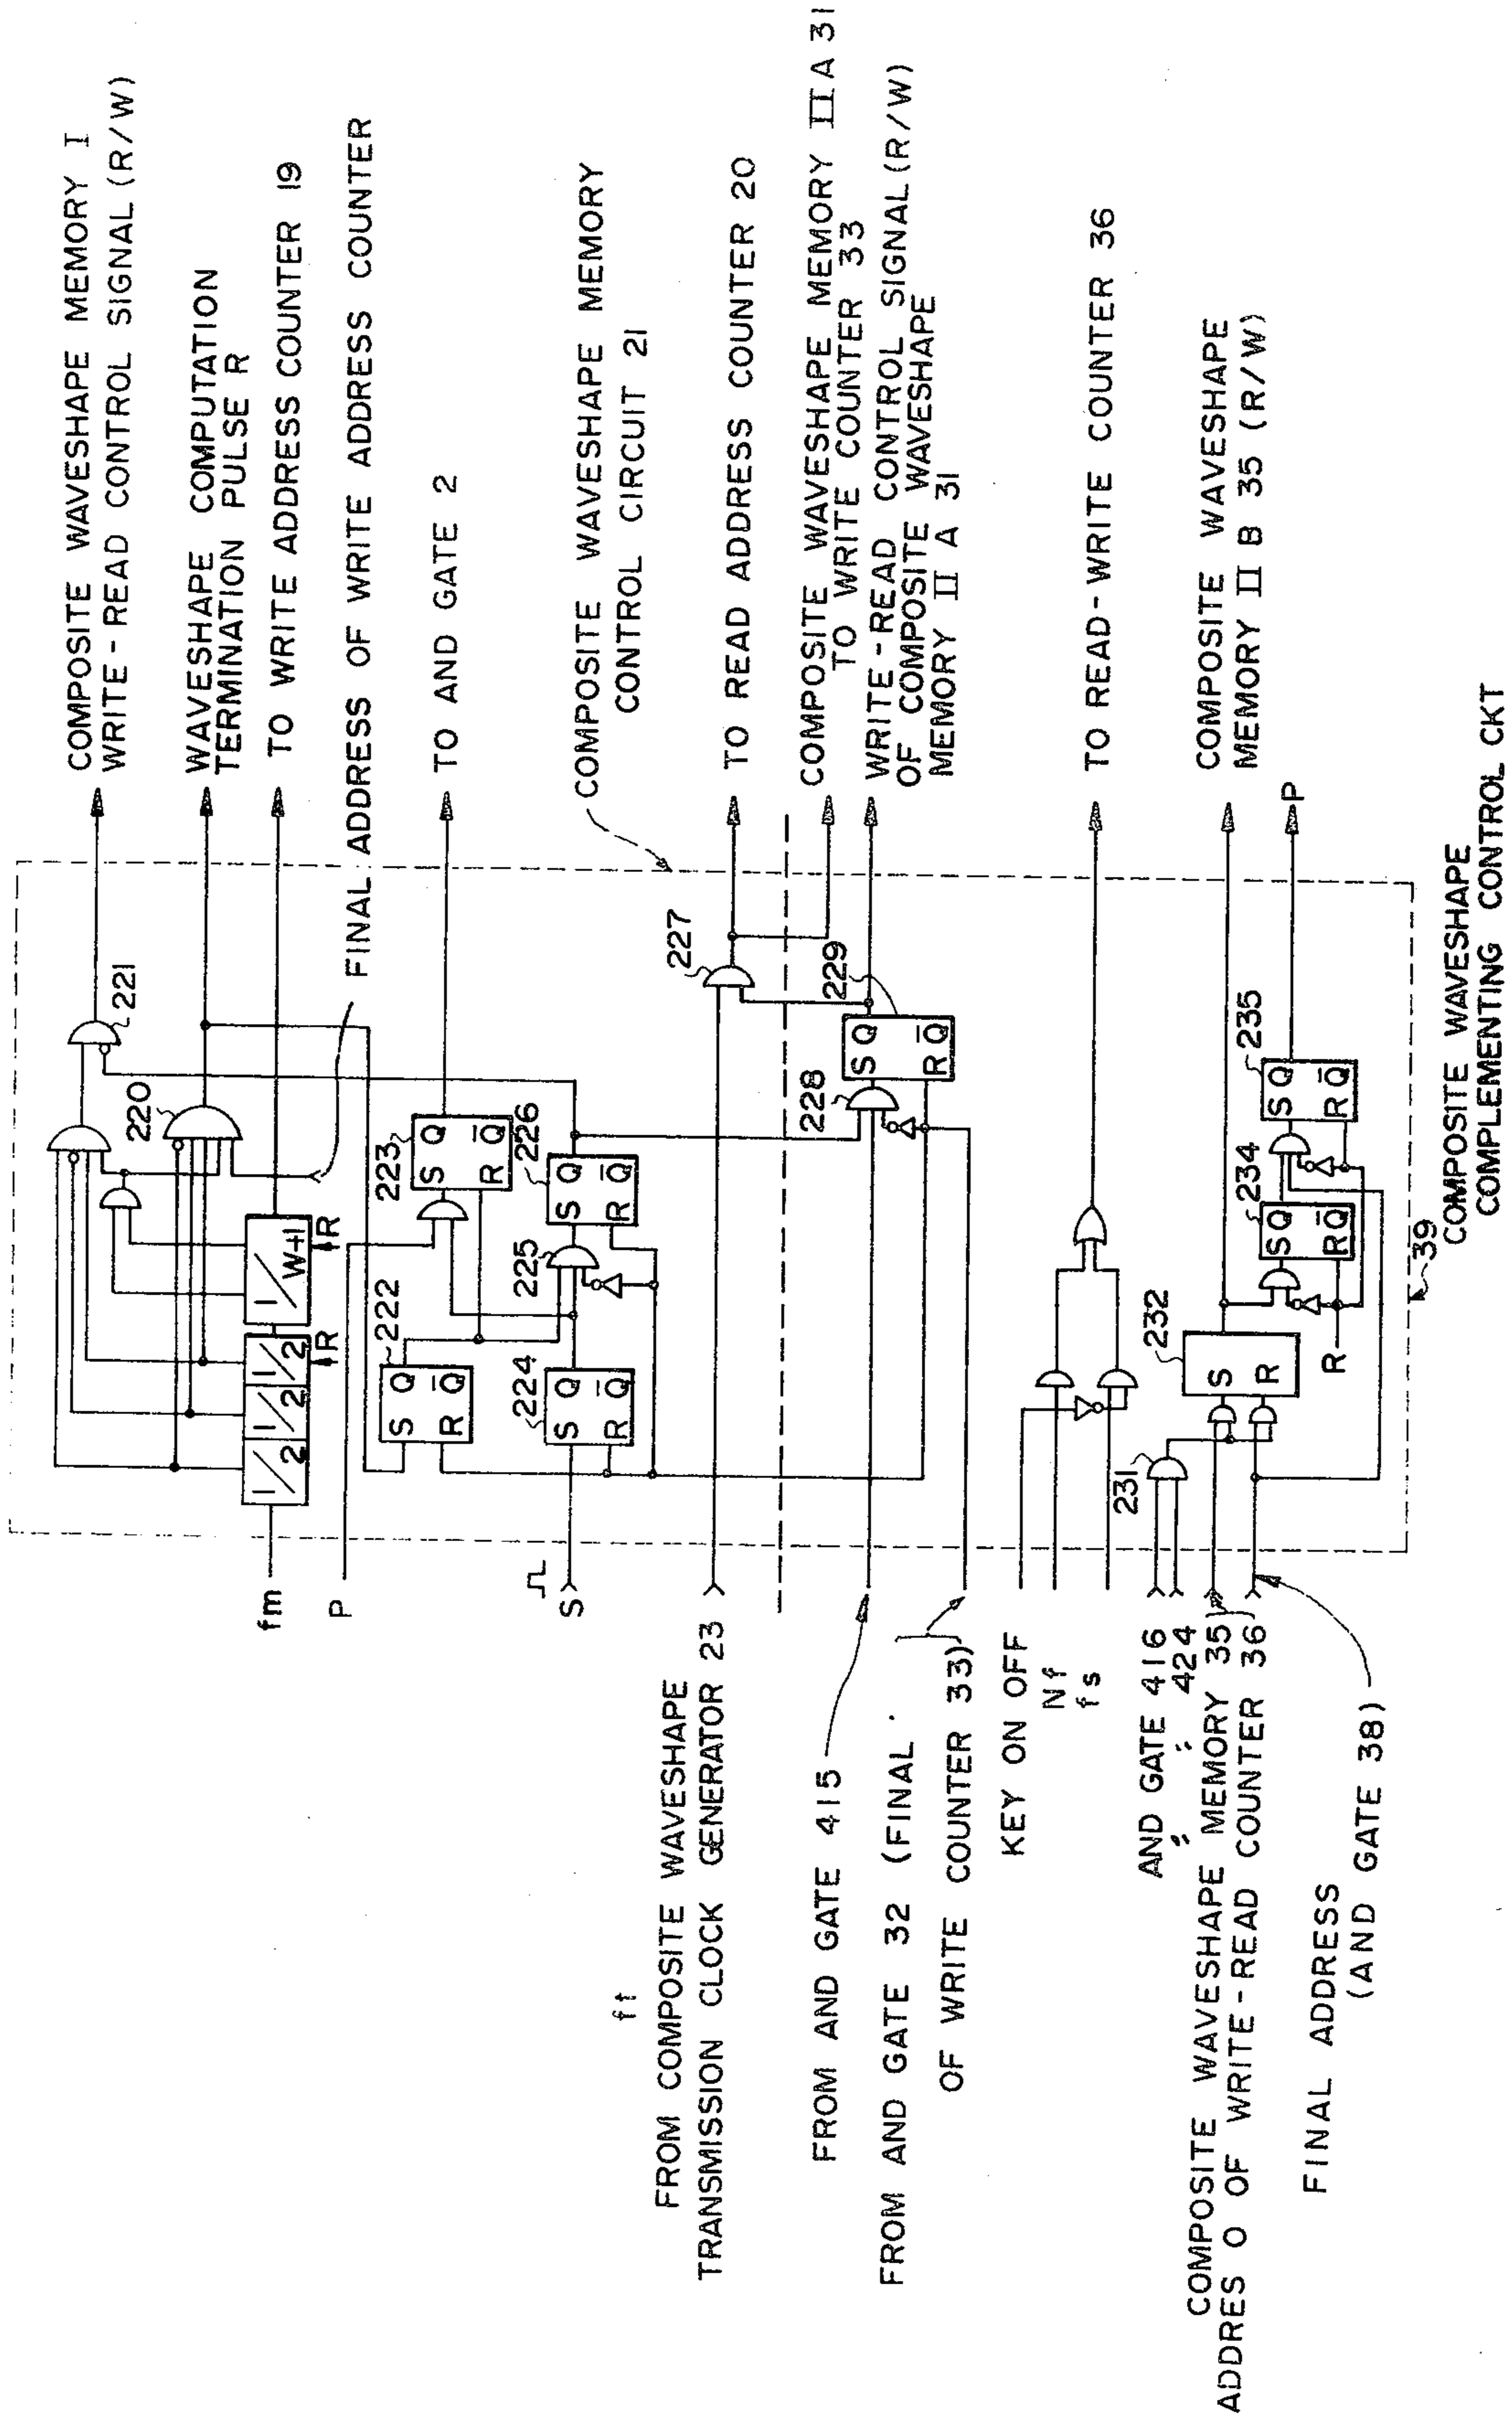 COMPOSITE WAVESHAPE MEMORY I
WRITE-READ CONTROL SIGNAL (R/W)
WAVESHAPE COMPUTATION
TERMINATION PULSE R
TO WRITE ADDRESS COUNTER 19
FINAL ADDRESS OF WRITE ADDRESS COUNTER
TO AND GATE 2
COMPOSITE WAVESHAPE MEMORY
CONTROL CIRCUIT 21
TO READ ADDRESS COUNTER 20
COMPOSITE WAVESHAPE MEMORY II A 31
TO WRITE COUNTER 33
WRITE-READ CONTROL SIGNAL (R/W)
OF COMPOSITE WAVESHAPE
MEMORY II A 31
TO READ-WRITE COUNTER 36
COMPOSITE WAVESHAPE
MEMORY II B 35 (R/W)
P
COMPOSITE WAVESHAPE
COMPLEMENTING CONTROL CKT
39
221
220
1/2
1/2
1/2
1/W+1
R
R
222
S Q
R Q̅
223
S Q
R Q̅
224
S Q
R Q̅
225
226
S Q
R Q̅
227
228
229
S Q
R Q̅
231
232
S
R
R
234
S Q
R Q̅
235
S Q
R Q̅
fm
P
S
ft
FROM COMPOSITE WAVESHAPE
TRANSMISSION CLOCK GENERATOR 23
FROM AND GATE 415
FROM AND GATE 32 (FINAL
OF WRITE COUNTER 33)
KEY ON OFF
Nf
fs
AND GATE 416
" " 424
COMPOSITE WAVESHAPE MEMORY 35
ADDRES O OF WRITE-READ COUNTER 36
FINAL ADDRESS
(AND GATE 38)